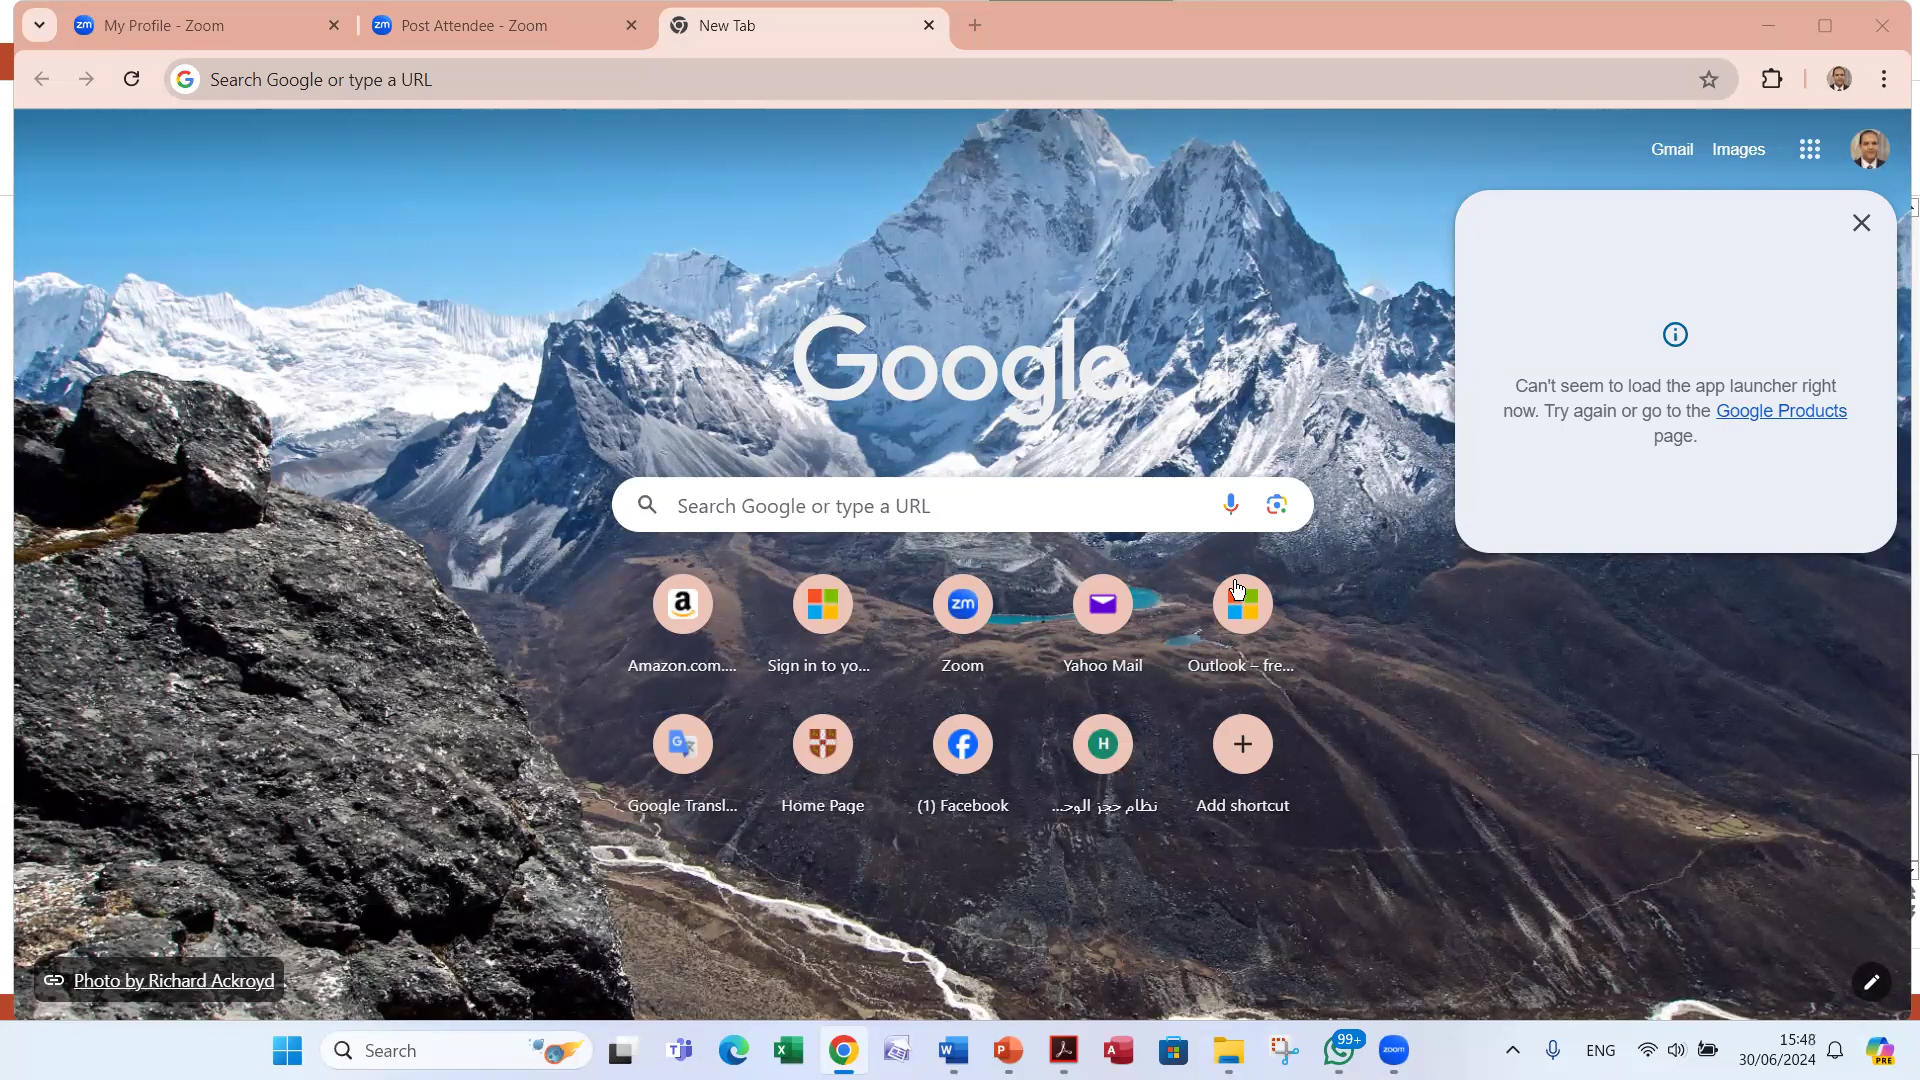 My Profile - Zoom
Post Attendee - Zoom
New Tab
Search Google or type a URL
Gmail
Images
Can't seem to load the app launcher right
now. Try again or go to the Google Products
page.
Google
Search Google or type a URL
Amazon.com....
Sign in to yo...
Zoom
Yahoo Mail
Outlook – fre...
Google Transl...
Home Page
(1) Facebook
نظام حجز الوحد...
Add shortcut
Photo by Richard Ackroyd
Search
99+
zoom
ENG
15:48
30/06/2024
PRE